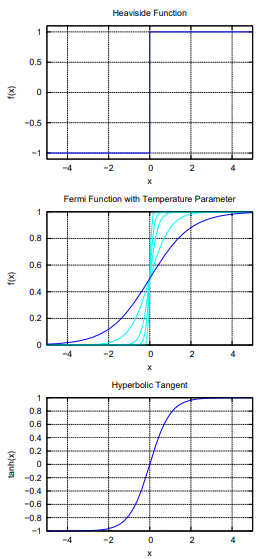 Heaviside Function
1
0.5
0
−0.5
−1
f(x)
−4 −2 0 2 4
x
Fermi Function with Temperature Parameter
1
0.8
0.6
0.4
0.2
0
f(x)
−4 −2 0 2 4
x
Hyperbolic Tangent
1
0.8
0.6
0.4
0.2
0
−0.2
−0.4
−0.6
−0.8
−1
tanh(x)
−4 −2 0 2 4
x